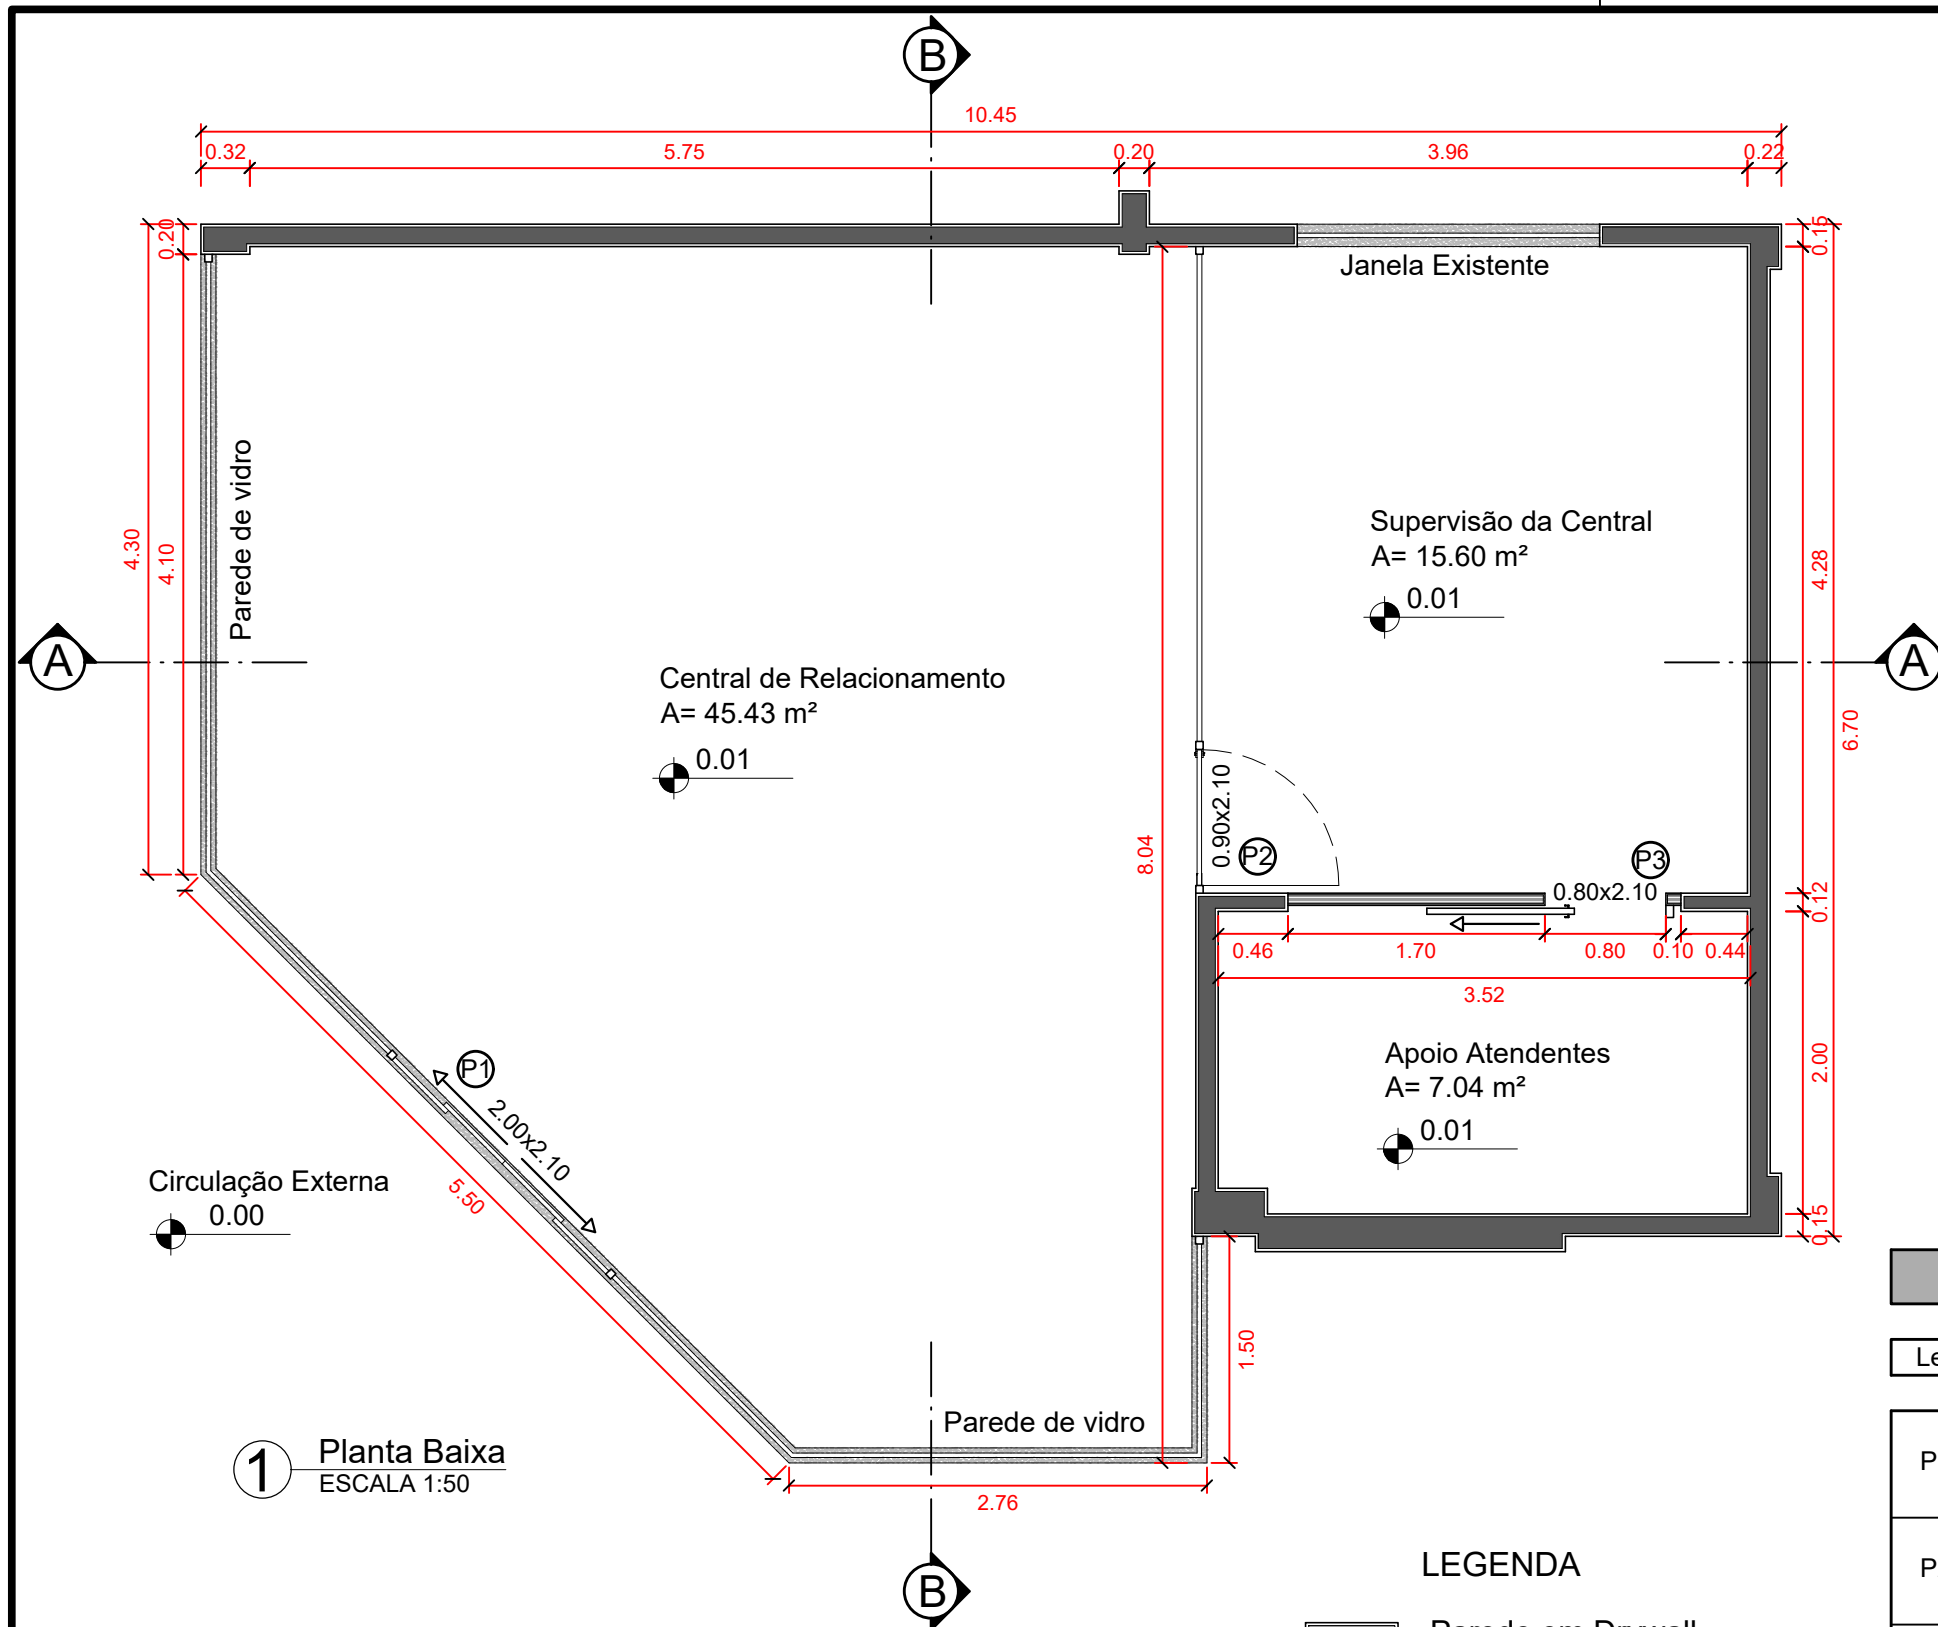 B
10.45
0.32
5.75
0.20
3.96
0.22
0.20
0.15
Janela Existente
Parede de vidro
4.30
4.10
Supervisão da Central
A= 15.60 m²
0.01
4.28
A
A
Central de Relacionamento
A= 45.43 m²
0.01
6.70
0.90x2.10
8.04
P2
P3
0.80x2.10
0.12
0.46
1.70
0.80
0.10
0.44
3.52
Apoio Atendentes
A= 7.04 m²
0.01
2.00
P1
2.00x2.10
Circulação Externa
0.00
5.50
0.15
1.50
Parede de vidro
1
Planta Baixa
ESCALA 1:50
2.76
B
LEGENDA
Parede em Drywall
Le
P
P